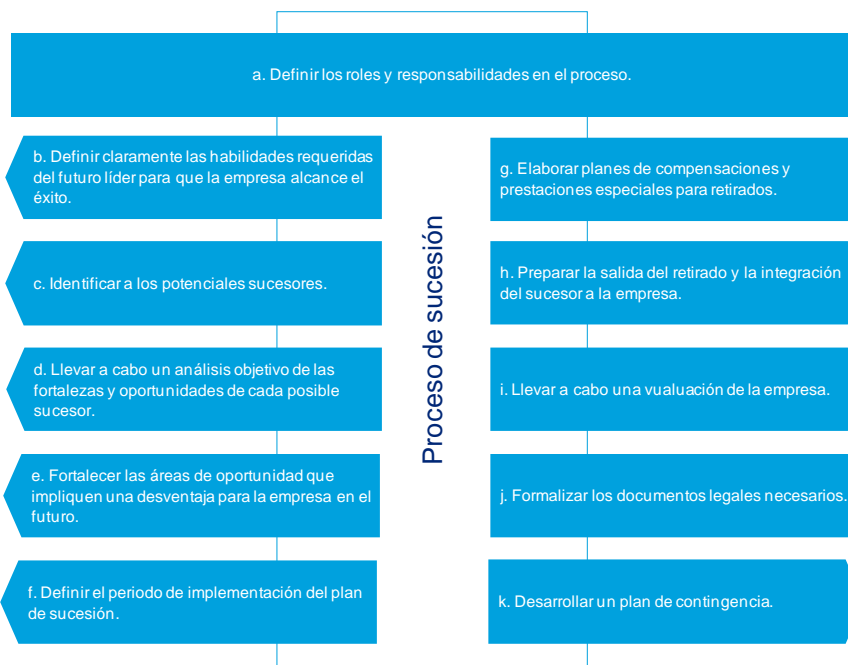 a. Definir los roles y responsabilidades en el proceso.
b. Definir claramente las habilidades requeridas
del futuro líder para que la empresa alcance el
éxito.
c. Identificar a los potenciales sucesores.
d. Llevar a cabo un análisis objetivo de las
fortalezas y oportunidades de cada posible
sucesor.
e. Fortalecer las áreas de oportunidad que
impliquen una desventaja para la empresa en el
futuro.
f. Definir el periodo de implementación del plan
de sucesión.
Proceso de sucesión
g. Elaborar planes de compensaciones y
prestaciones especiales para retirados.
h. Preparar la salida del retirado y la integración
del sucesor a la empresa.
i. Llevar a cabo una vualuación de la empresa.
j. Formalizar los documentos legales necesarios.
k. Desarrollar un plan de contingencia.